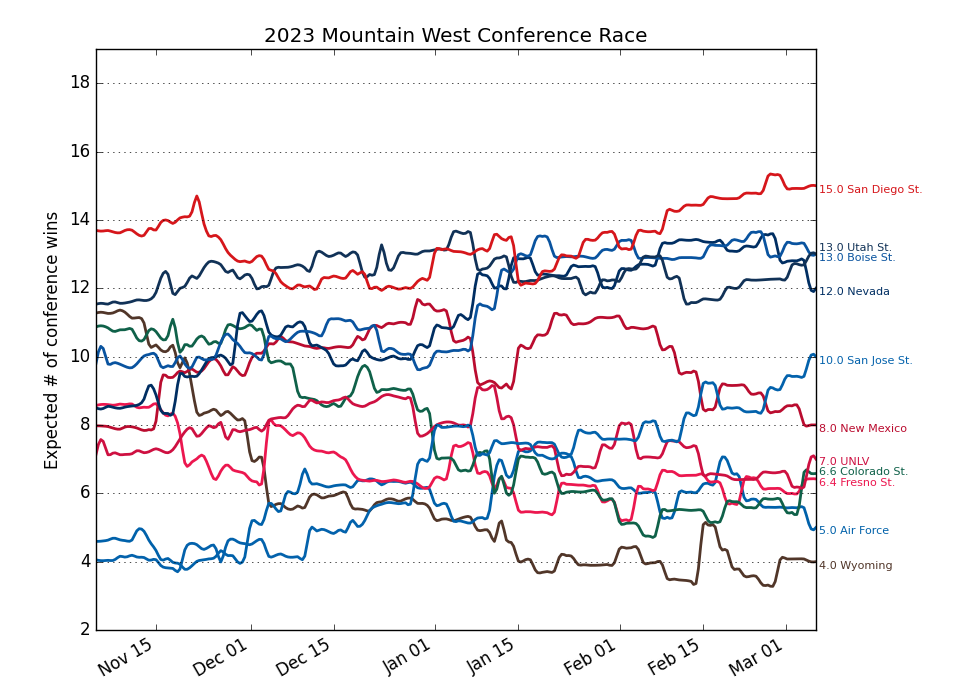 2023 Mountain West Conference Race
Expected # of conference wins
18
16
14
12
10
8
6
4
2
15.0 San Diego St.
13.0 Utah St.
13.0 Boise St.
12.0 Nevada
10.0 San Jose St.
8.0 New Mexico
7.0 UNLV
6.6 Colorado St.
6.4 Fresno St.
5.0 Air Force
4.0 Wyoming
Nov 15
Dec 01
Dec 15
Jan 01
Jan 15
Feb 01
Feb 15
Mar 01